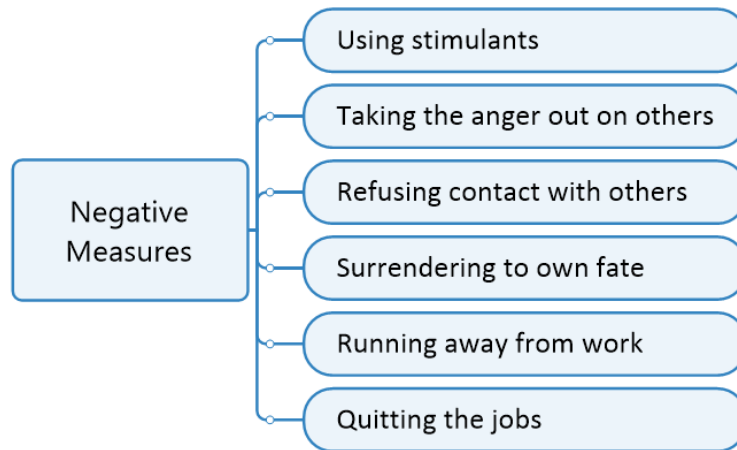 Negative
Measures
Using stimulants
Taking the anger out on others
Refusing contact with others
Surrendering to own fate
Running away from work
Quitting the jobs